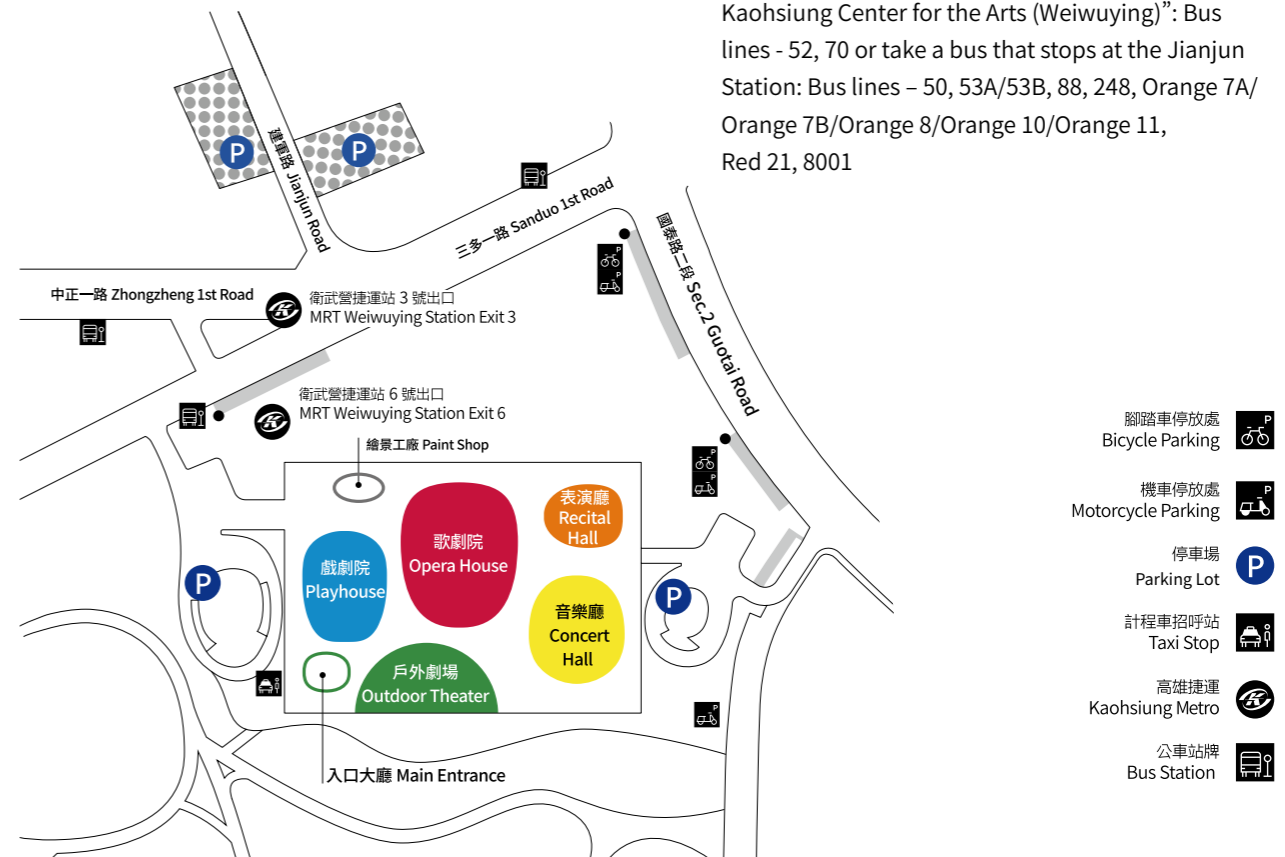 Kaohsiung Center for the Arts (Weiwuying)”: Bus
lines - 52, 70 or take a bus that stops at the Jianjun
Station: Bus lines – 50, 53A/53B, 88, 248, Orange 7A/
Orange 7B/Orange 8/Orange 10/Orange 11,
Red 21, 8001
P
P
建軍路 Jianjun Road
三多一路 Sanduo 1st Road
國泰路二段 Sec.2 Guotai Road
P
P
中正一路 Zhongzheng 1st Road
衛武營捷運站 3 號出口
MRT Weiwuying Station Exit 3
衛武營捷運站 6 號出口
MRT Weiwuying Station Exit 6
繪景工廠 Paint Shop
P
P
表演廳
Recital
Hall
歌劇院
Opera House
戲劇院
Playhouse
P
P
音樂廳
Concert
Hall
戶外劇場
Outdoor Theater
P
入口大廳 Main Entrance
腳踏車停放處
Bicycle Parking
P
機車停放處
Motorcycle Parking
P
停車場
Parking Lot
P
計程車招呼站
Taxi Stop
高雄捷運
Kaohsiung Metro
公車站牌
Bus Station